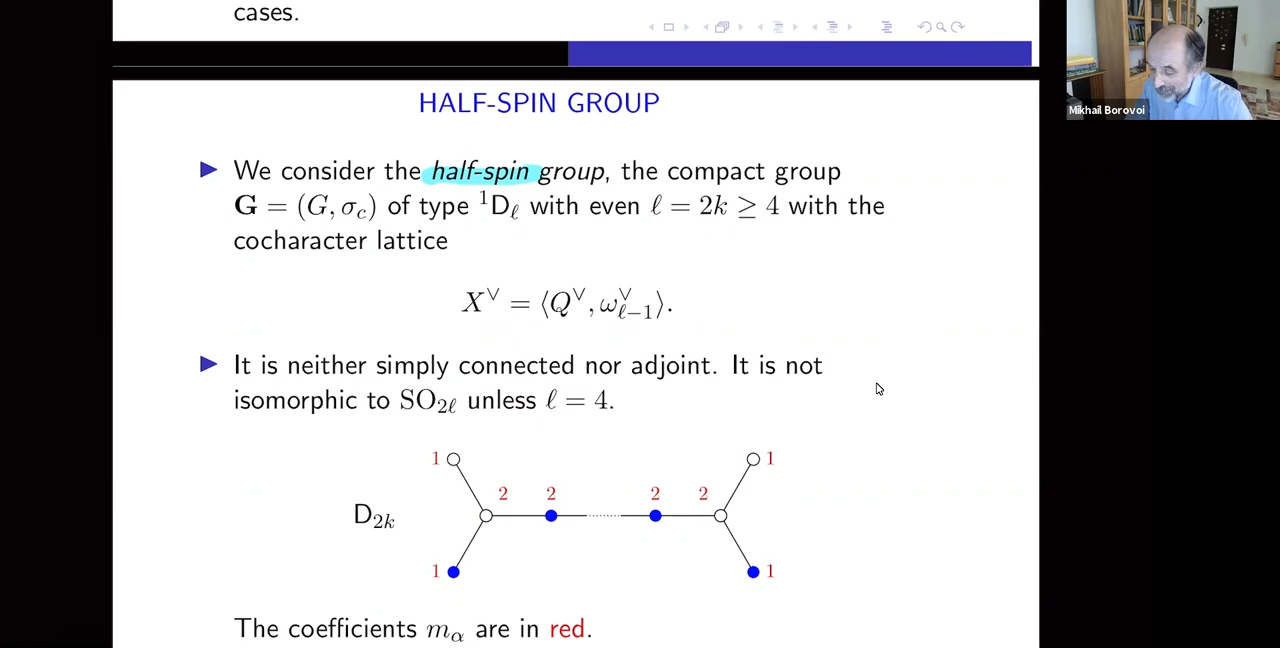 cases.
Mikhail Borovoi
HALF-SPIN GROUP
We consider the half-spin group, the compact group
G = (G, σ_c) of type ¹D_ℓ with even ℓ = 2k ≥ 4 with the
cocharacter lattice
X^∨ = ⟨Q^∨, ω^∨_{ℓ−1}⟩.
It is neither simply connected nor adjoint. It is not
isomorphic to SO_{2ℓ} unless ℓ = 4.
1 1
2 2 2 2
D_{2k}
1 1
The coefficients m_α are in red.